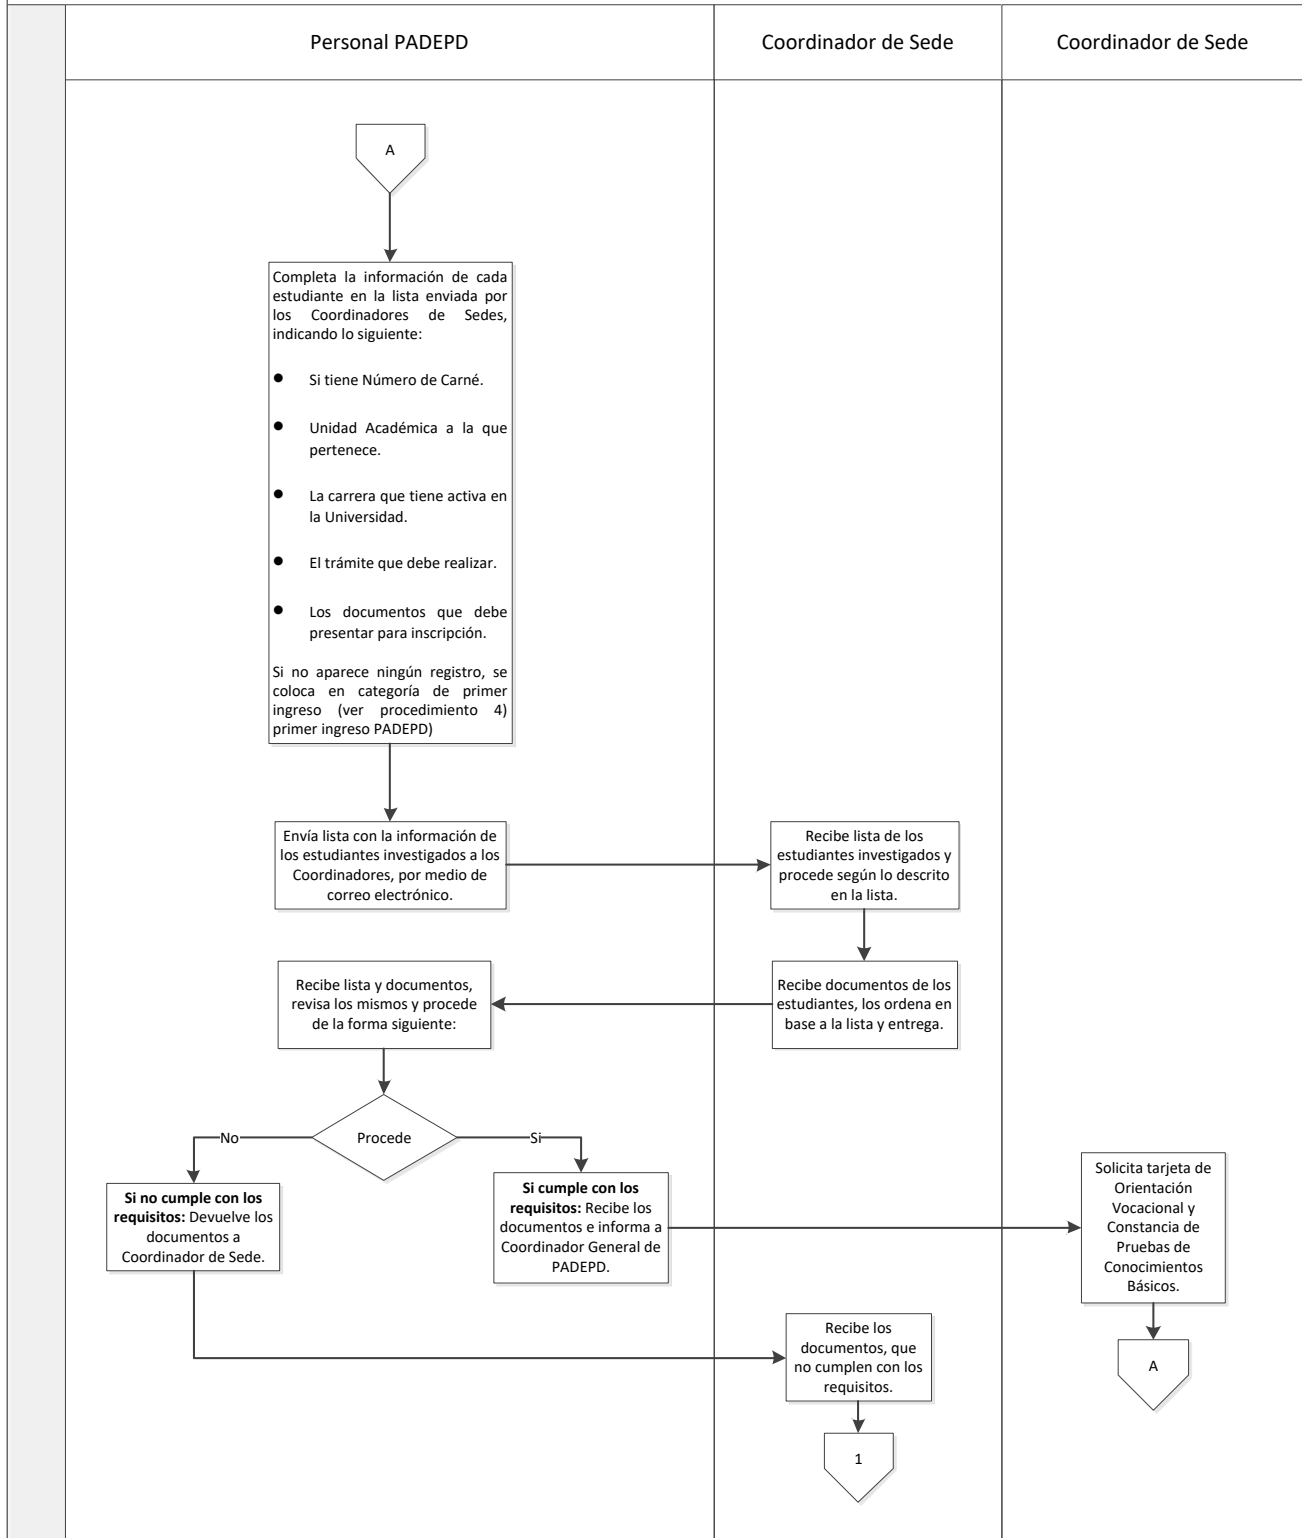 Personal PADEPD
Coordinador de Sede
Coordinador de Sede
A
Completa la información de cada
estudiante en la lista enviada por
los Coordinadores de Sedes,
indicando lo siguiente:
● Si tiene Número de Carné.
● Unidad Académica a la que
pertenece.
● La carrera que tiene activa en
la Universidad.
● El trámite que debe realizar.
● Los documentos que debe
presentar para inscripción.
Si no aparece ningún registro, se
coloca en categoría de primer
ingreso (ver procedimiento 4)
primer ingreso PADEPD)
Envía lista con la información de
los estudiantes investigados a los
Coordinadores, por medio de
correo electrónico.
Recibe lista de los
estudiantes investigados y
procede según lo descrito
en la lista.
Recibe documentos de los
estudiantes, los ordena en
base a la lista y entrega.
Recibe lista y documentos,
revisa los mismos y procede
de la forma siguiente:
Procede
No
Si
Si no cumple con los
requisitos: Devuelve los
documentos a
Coordinador de Sede.
Si cumple con los
requisitos: Recibe los
documentos e informa a
Coordinador General de
PADEPD.
Solicita tarjeta de
Orientación
Vocacional y
Constancia de
Pruebas de
Conocimientos
Básicos.
Recibe los
documentos, que
no cumplen con los
requisitos.
A
1